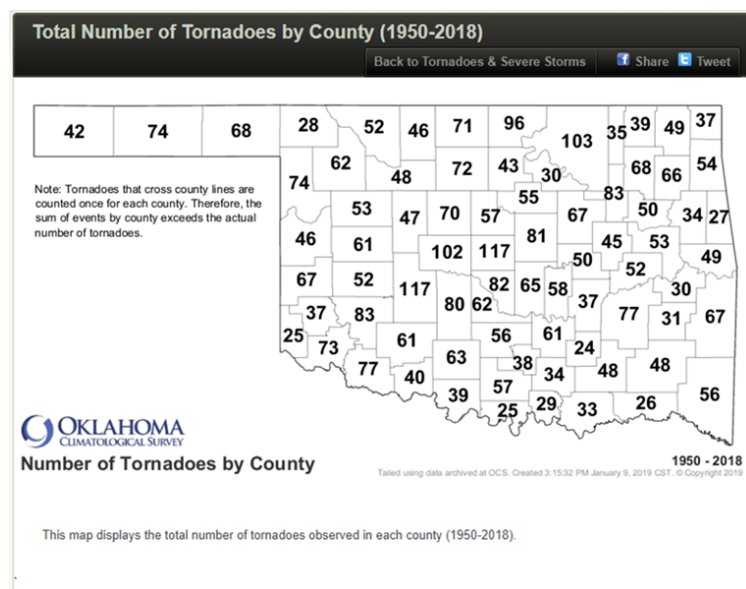 Total Number of Tornadoes by County (1950-2018)
Back to Tornadoes & Severe Storms
Share
Tweet
42 74 68 28 52 46 71 96 103 35 39 49 37
74 62 48 72 43 30 68 66 54
Note: Tornadoes that cross county lines are
counted once for each county. Therefore, the
sum of events by county exceeds the actual
number of tornadoes.
53 47 70 57 55 67 83 50 34 27
46 61 102 117 81 50 45 53 49
67 52 117 80 62 82 65 58 37 52 30
25 37 83 61 56 61 24 77 31 67
73 77 40 63 38 34 48 48 56
39 57 25 29 33 26
OKLAHOMA
CLIMATOLOGICAL SURVEY
Number of Tornadoes by County
1950 - 2018
Tailed using data archived at OCS. Created 3:15:32 PM January 9, 2019 CST. © Copyright 2019
This map displays the total number of tornadoes observed in each county (1950-2018).